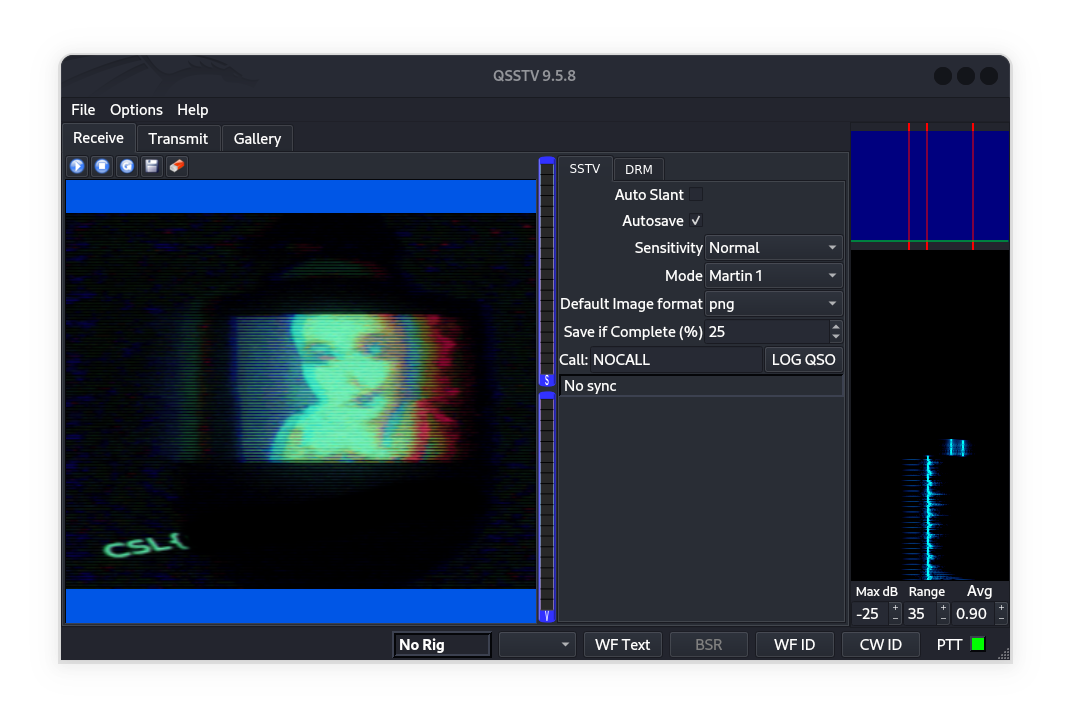 QSSTV 9.5.8
File Options Help
Receive Transmit Gallery
SSTV DRM
Auto Slant
Autosave ✓
Sensitivity Normal
Mode Martin 1
Default Image format png
Save if Complete (%) 25
Call: NOCALL LOG QSO
S
No sync
CSL{
V
Max dB Range Avg
-25 + - 35 + - 0.90 + -
No Rig WF Text BSR WF ID CW ID PTT